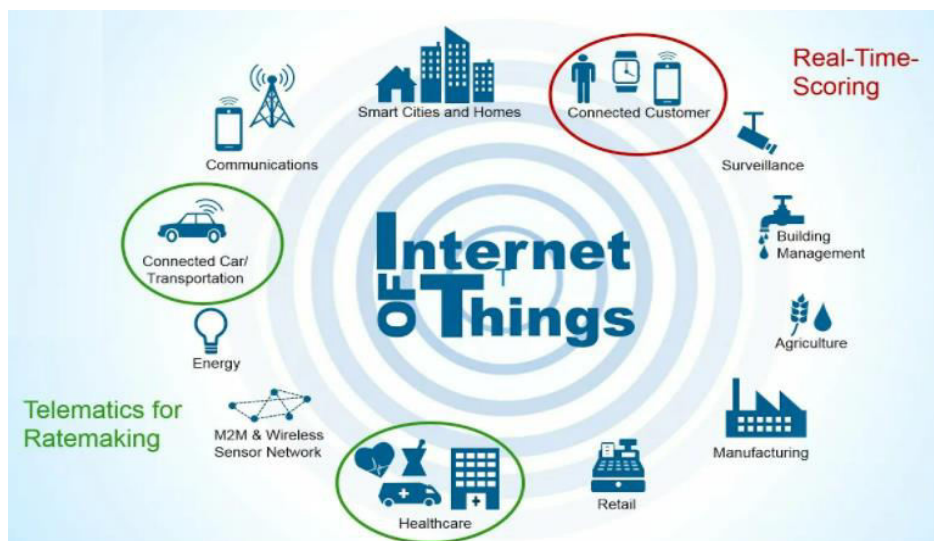 Smart Cities and Homes
Connected Customer
Real-Time-
Scoring
Communications
Surveillance
Connected Car/
Transportation
Building
Management
Internet
OF Things
Energy
Agriculture
Telematics for
Ratemaking
M2M & Wireless
Sensor Network
Manufacturing
Healthcare
Retail